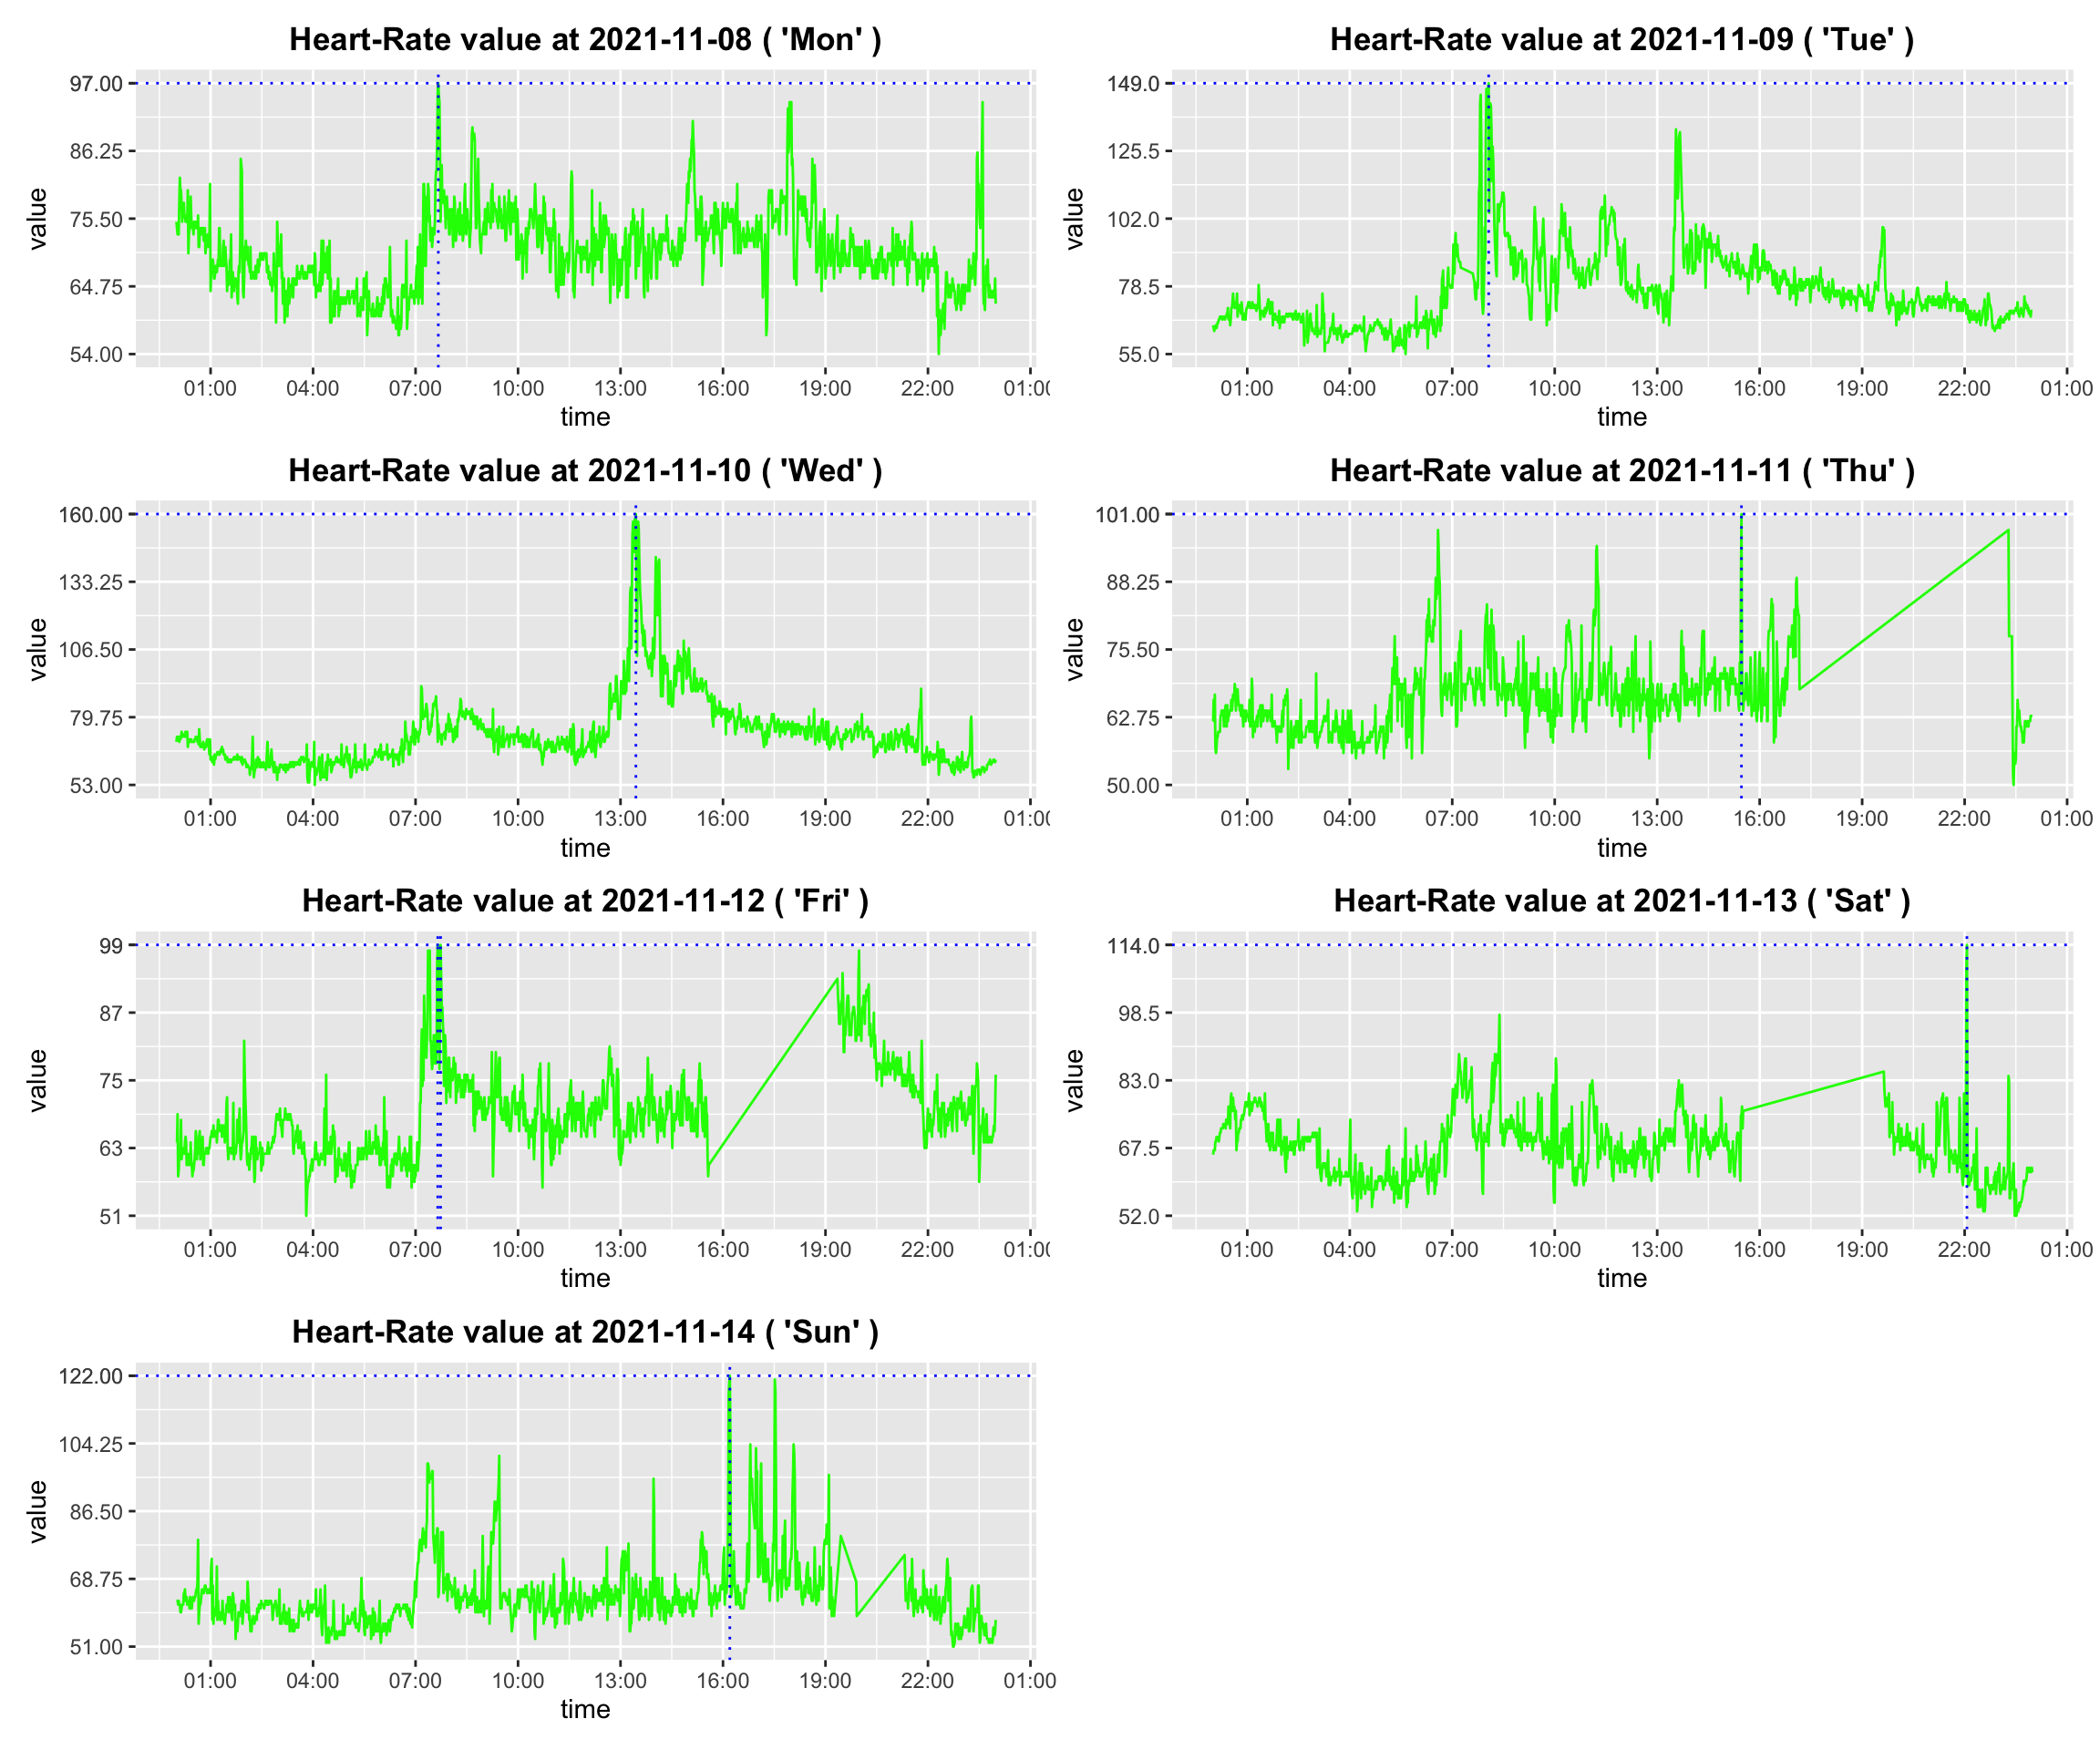 Heart-Rate value at 2021-11-08 ( 'Mon' )
97.00
86.25
75.50
64.75
54.00
value
01:00 04:00 07:00 10:00 13:00 16:00 19:00 22:00 01:00
time
Heart-Rate value at 2021-11-09 ( 'Tue' )
149.0
125.5
102.0
78.5
55.0
value
01:00 04:00 07:00 10:00 13:00 16:00 19:00 22:00 01:00
time
Heart-Rate value at 2021-11-10 ( 'Wed' )
160.00
133.25
106.50
79.75
53.00
value
01:00 04:00 07:00 10:00 13:00 16:00 19:00 22:00 01:00
time
Heart-Rate value at 2021-11-11 ( 'Thu' )
101.00
88.25
75.50
62.75
50.00
value
01:00 04:00 07:00 10:00 13:00 16:00 19:00 22:00 01:00
time
Heart-Rate value at 2021-11-12 ( 'Fri' )
99
87
75
63
51
value
01:00 04:00 07:00 10:00 13:00 16:00 19:00 22:00 01:00
time
Heart-Rate value at 2021-11-13 ( 'Sat' )
114.0
98.5
83.0
67.5
52.0
value
01:00 04:00 07:00 10:00 13:00 16:00 19:00 22:00 01:00
time
Heart-Rate value at 2021-11-14 ( 'Sun' )
122.00
104.25
86.50
68.75
51.00
value
01:00 04:00 07:00 10:00 13:00 16:00 19:00 22:00 01:00
time